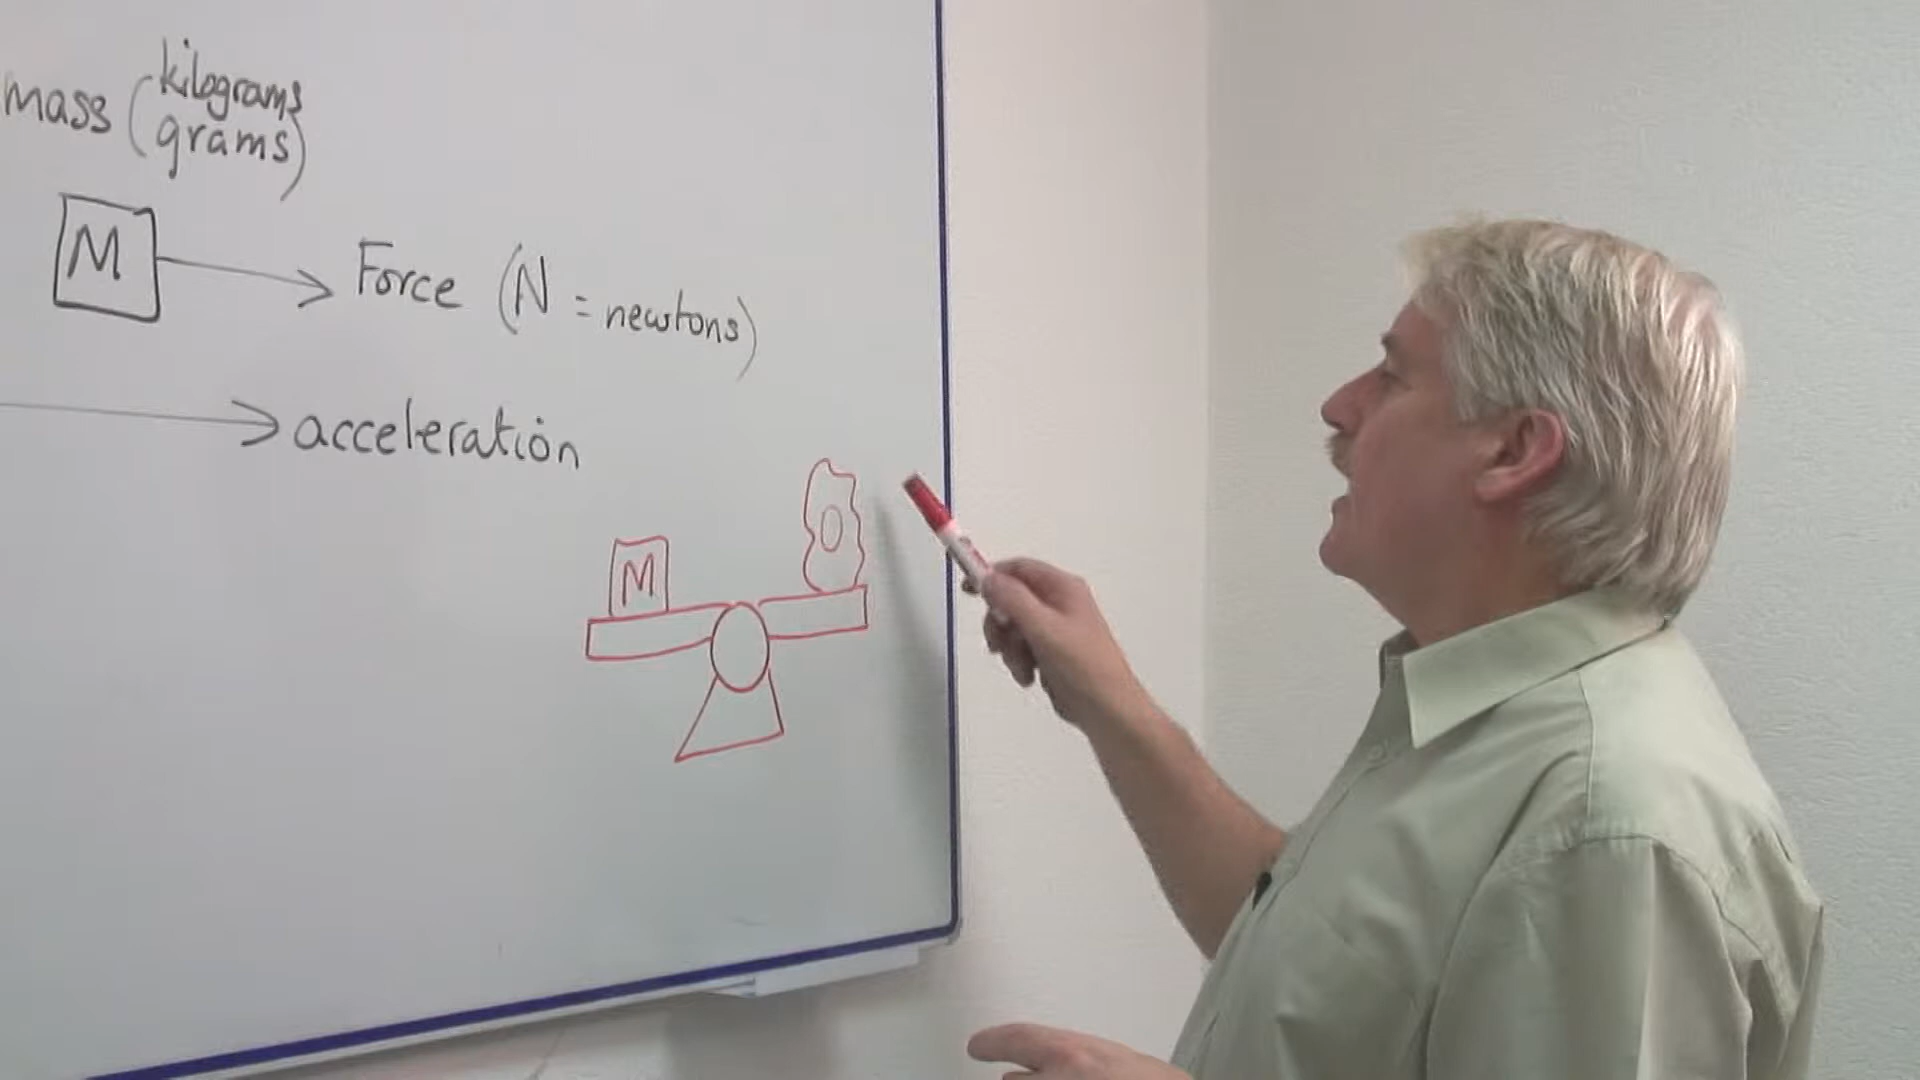 mass (kilograms
grams)
M
Force (N = newtons)
acceleration
M
O